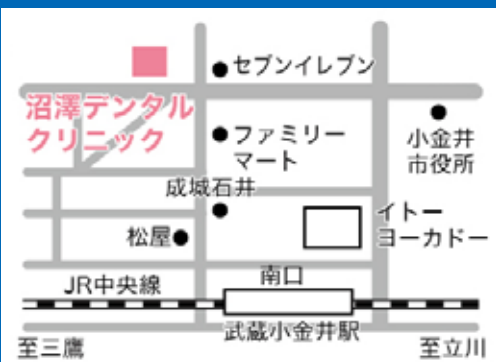 セブンイレブン
沼澤デンタル
クリニック
ファミリー
マート
小金井
市役所
成城石井
松屋
イトー
ヨーカドー
JR中央線
南口
武蔵小金井駅
至三鷹
至立川